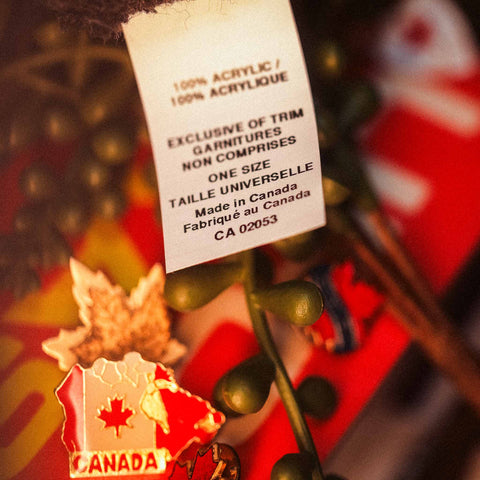 100% ACRYLIC /
100% ACRYLIQUE
EXCLUSIVE OF TRIM
GARNITURES
NON COMPRISES
ONE SIZE
TAILLE UNIVERSELLE
Made in Canada
Fabriqué au Canada
CA 02053
CANADA